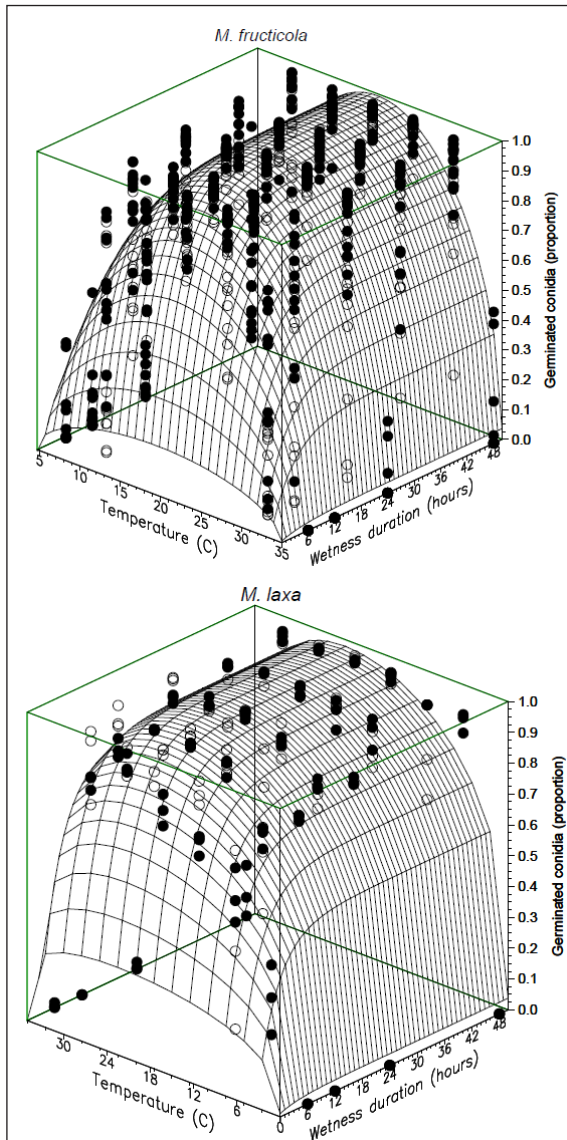 M. fructicola
1.0
0.9
0.8
0.7
0.6
0.5
0.4
0.3
0.2
0.1
0.0
Germinated conidia (proportion)
5 10 15 20 25 30 35
Temperature (C)
6 12 18 24 30 36 42 48
Wetness duration (hours)
M. laxa
1.0
0.9
0.8
0.7
0.6
0.5
0.4
0.3
0.2
0.1
0.0
Germinated conidia (proportion)
30 24 18 12 6 0
Temperature (C)
6 12 18 24 30 36 42 48
Wetness duration (hours)